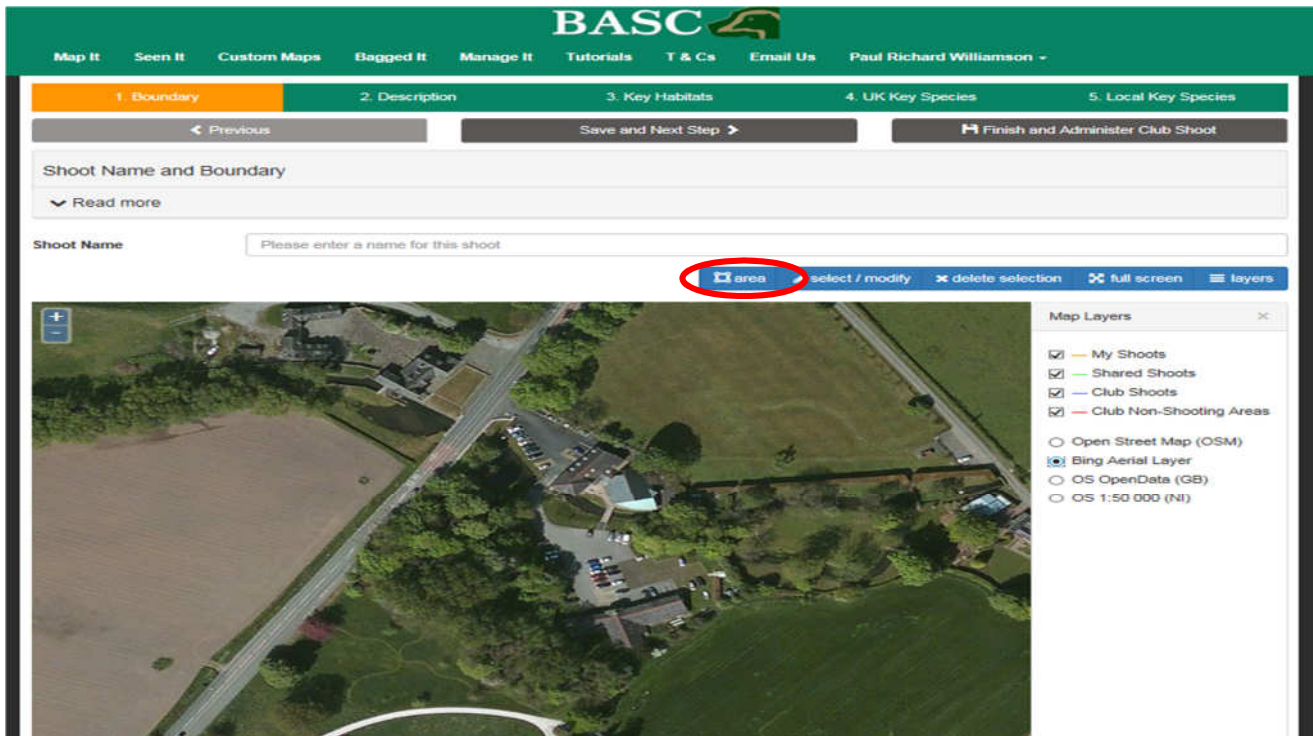 BASC
Map It Seen It Custom Maps Bagged It Manage It Tutorials T & Cs Email Us Paul Richard Williamson
1. Boundary 2. Description 3. Key Habitats 4. UK Key Species 5. Local Key Species
Previous Save and Next Step Finish and Administer Club Shoot
Shoot Name and Boundary
Read more
Shoot Name Please enter a name for this shoot
area select / modify delete selection full screen layers
Map Layers
My Shoots
Shared Shoots
Club Shoots
Club Non-Shooting Areas
Open Street Map (OSM)
Bing Aerial Layer
OS OpenData (GB)
OS 1:50 000 (NI)